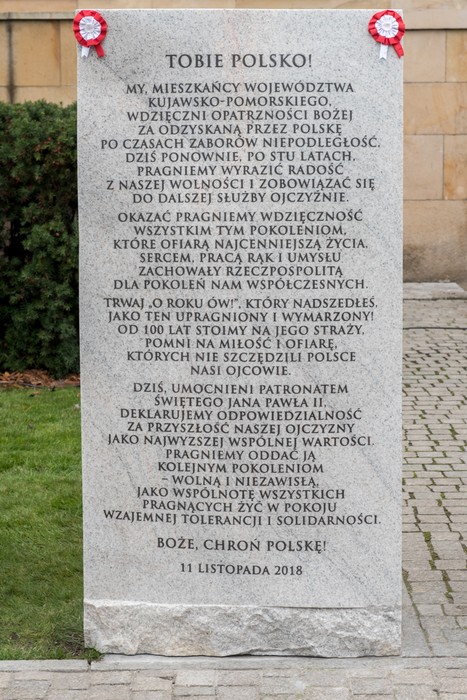 TOBIE POLSKO!
MY, MIESZKAŃCY WOJEWÓDZTWA
KUJAWSKO-POMORSKIEGO,
WDZIĘCZNI OPATRZNOŚCI BOŻEJ
ZA ODZYSKANĄ PRZEZ POLSKĘ
PO CZASACH ZABORÓW NIEPODLEGŁOŚĆ,
DZIŚ PONOWNIE, PO STU LATACH,
PRAGNIEMY WYRAZIĆ RADOŚĆ
Z NASZEJ WOLNOŚCI I ZOBOWIĄZAĆ SIĘ
DO DALSZEJ SŁUŻBY OJCZYŹNIE.
OKAZAĆ PRAGNIEMY WDZIĘCZNOŚĆ
WSZYSTKIM TYM POKOLENIOM,
KTÓRE OFIARĄ NAJCENNIEJSZĄ ŻYCIA,
SERCEM, PRACĄ RĄK I UMYSŁU
ZACHOWAŁY RZECZPOSPOLITĄ
DLA POKOLEŃ NAM WSPÓŁCZESNYCH.
TRWAJ „O ROKU ÓW!", KTÓRY NADSZEDŁEŚ,
JAKO TEN UPRAGNIONY I WYMARZONY!
OD 100 LAT STOIMY NA JEGO STRAŻY,
POMNI NA MIŁOŚĆ I OFIARĘ,
KTÓRYCH NIE SZCZĘDZILI POLSCE
NASI OJCOWIE.
DZIŚ, UMOCNIENI PATRONATEM
ŚWIĘTEGO JANA PAWŁA II,
DEKLARUJEMY ODPOWIEDZIALNOŚĆ
ZA PRZYSZŁOŚĆ NASZEJ OJCZYZNY
JAKO NAJWYŻSZEJ WSPÓLNEJ WARTOŚCI.
PRAGNIEMY ODDAĆ JĄ
KOLEJNYM POKOLENIOM
– WOLNĄ I NIEZAWISŁĄ,
JAKO WSPÓLNOTĘ WSZYSTKICH
PRAGNĄCYCH ŻYĆ W POKOJU
WZAJEMNEJ TOLERANCJI I SOLIDARNOŚCI.
BOŻE, CHROŃ POLSKĘ!
11 LISTOPADA 2018